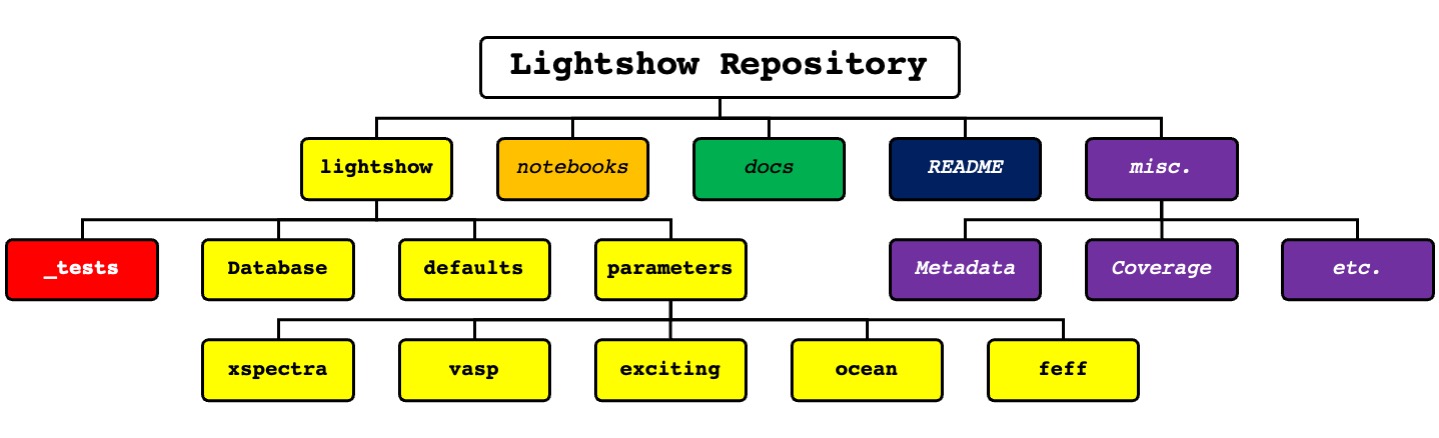 Lightshow Repository
lightshow
notebooks
docs
README
misc.
_tests
Database
defaults
parameters
Metadata
Coverage
etc.
xspectra
vasp
exciting
ocean
feff